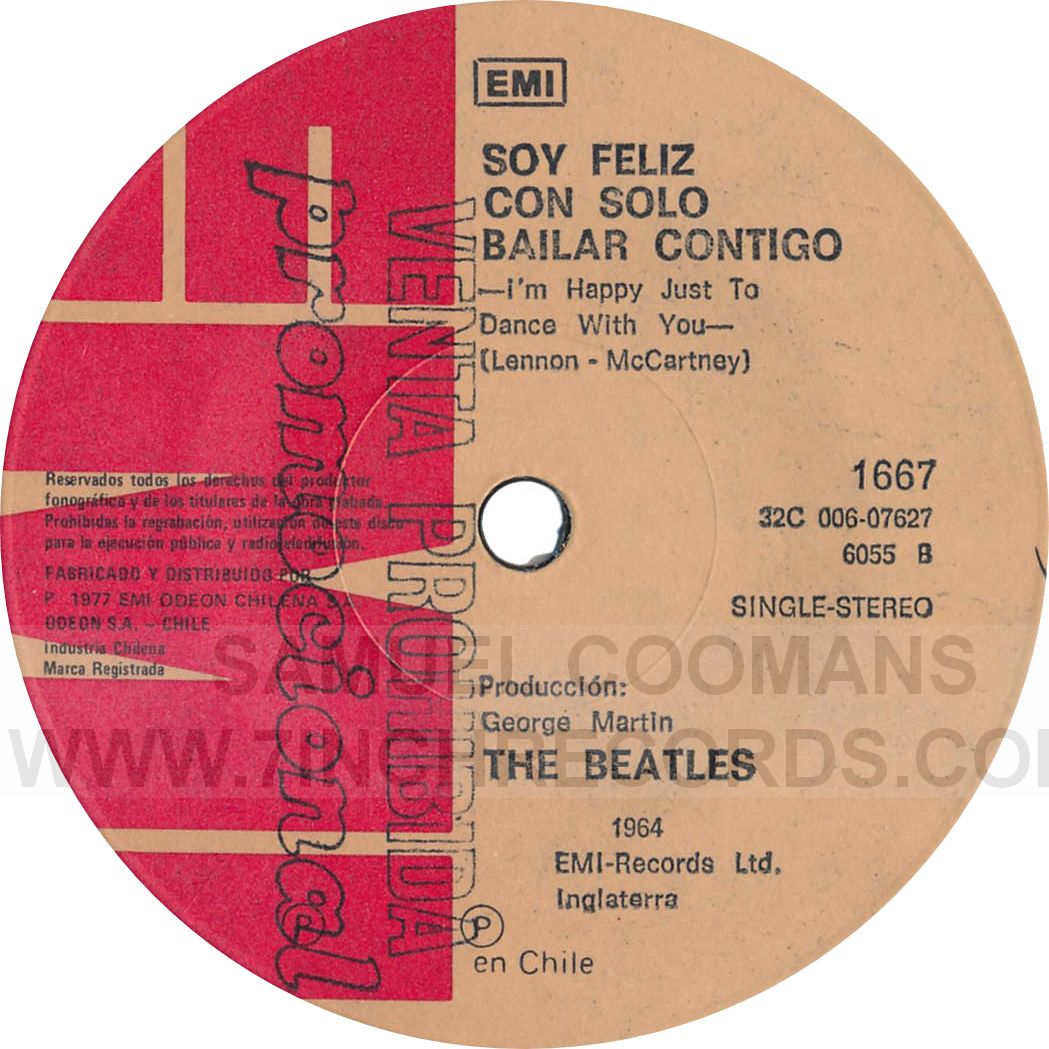 EMI
SOY FELIZ
CON SOLO
BAILAR CONTIGO
—I'm Happy Just To
Dance With You—
(Lennon - McCartney)
1667
32C 006-07627
6055 B
SINGLE-STEREO
Reservados todos los derechos del productor
fonográfico y de los titulares de la obra grabada.
Prohibidas la regrabación, utilización de este disco
para la ejecución pública y radioteledifusión.
FABRICADO Y DISTRIBUIDO POR
P. 1977 EMI ODEON CHILENA S.A.
ODEON S.A. - CHILE
Industria Chilena
Marca Registrada
promocional
VENTA PROHIBIDA
SAMUEL COOMANS
WWW.7INCHRECORDS.COM
Producción:
George Martin
THE BEATLES
1964
EMI-Records Ltd.
Inglaterra
℗
en Chile